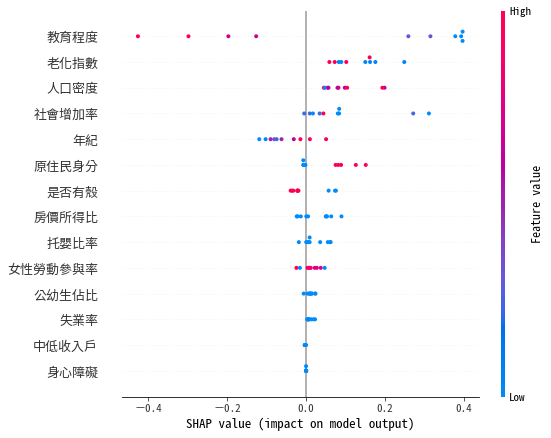 High
教育程度
老化指數
人口密度
社會增加率
年紀
原住民身分
是否有殼
房價所得比
托嬰比率
女性勞動參與率
公幼生佔比
失業率
中低收入戶
身心障礙
Feature value
Low
−0.4 −0.2 0.0 0.2 0.4
SHAP value (impact on model output)